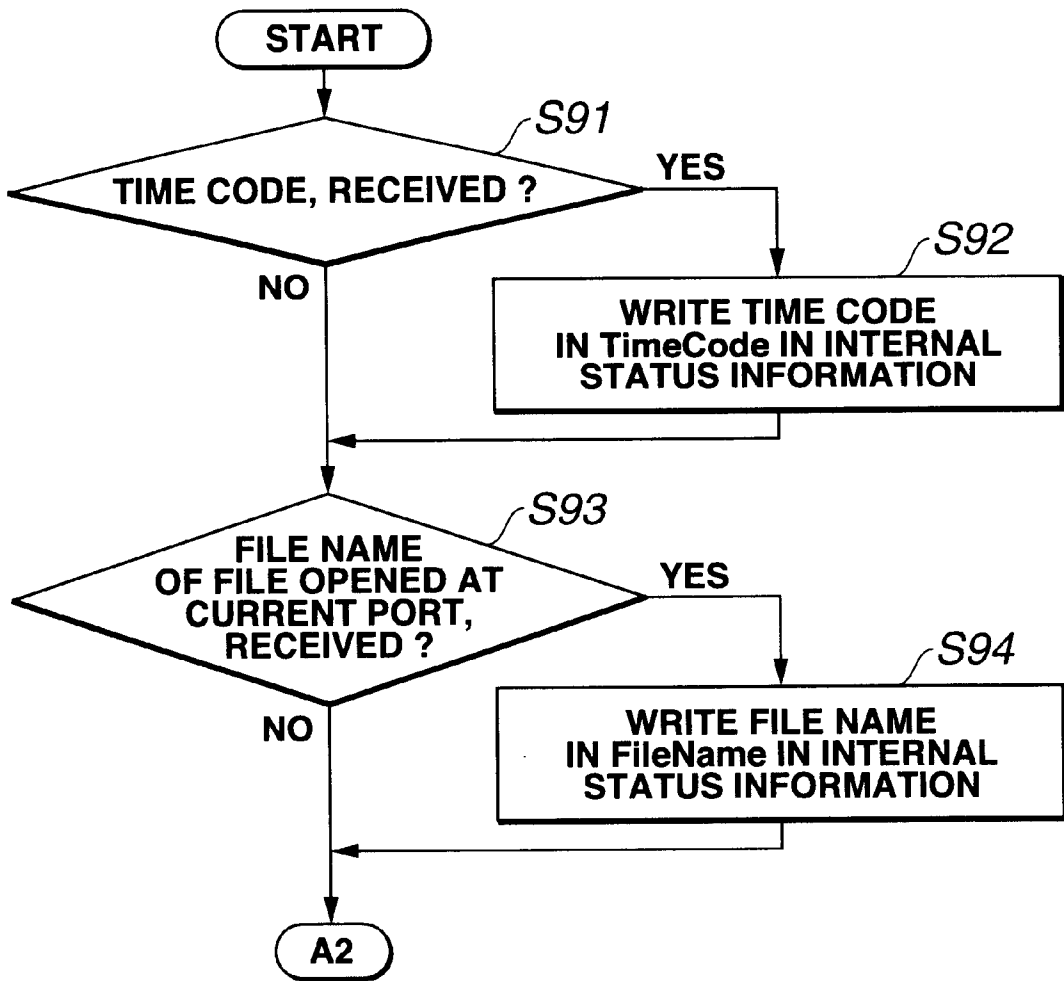 START
S91
TIME CODE, RECEIVED ?
YES
NO
S92
WRITE TIME CODE
IN TimeCode IN INTERNAL
STATUS INFORMATION
S93
FILE NAME
OF FILE OPENED AT
CURRENT PORT,
RECEIVED ?
YES
NO
S94
WRITE FILE NAME
IN FileName IN INTERNAL
STATUS INFORMATION
A2